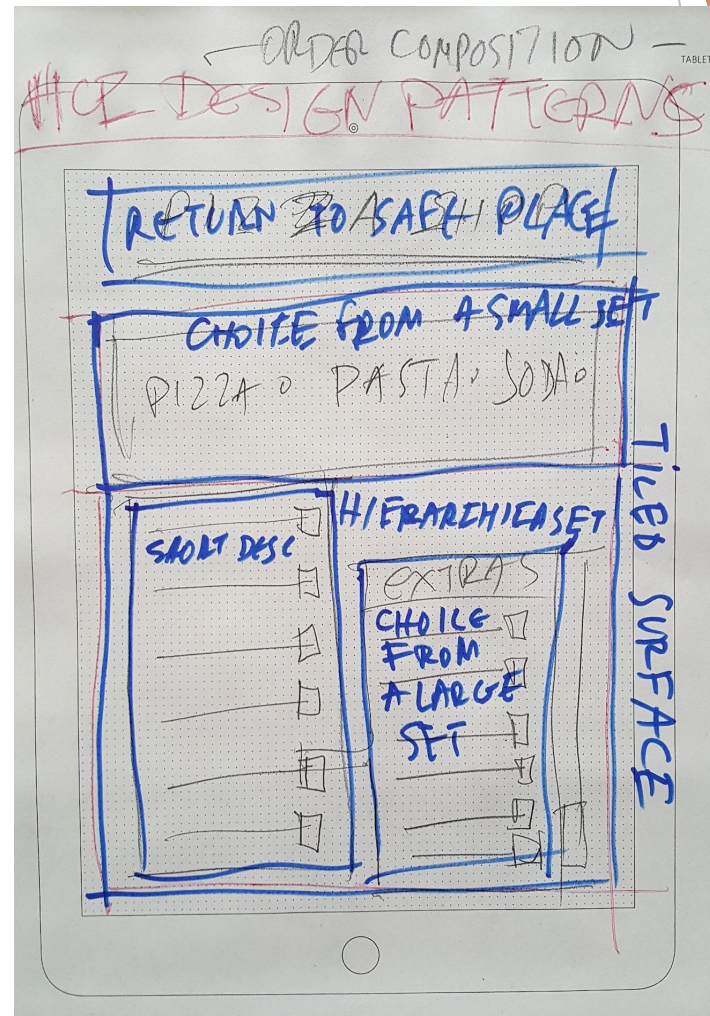 ORDER COMPOSITION
TABLET
HCI DESIGN PATTERNS
RETURN TO SAFE PLACE
CHOICE FROM A SMALL SET
PIZZA PASTA SODA
HIERARCHICA SET
SHORT DESC
EXTRAS
CHOICE
FROM
A LARGE
SET
TILED SURFACE